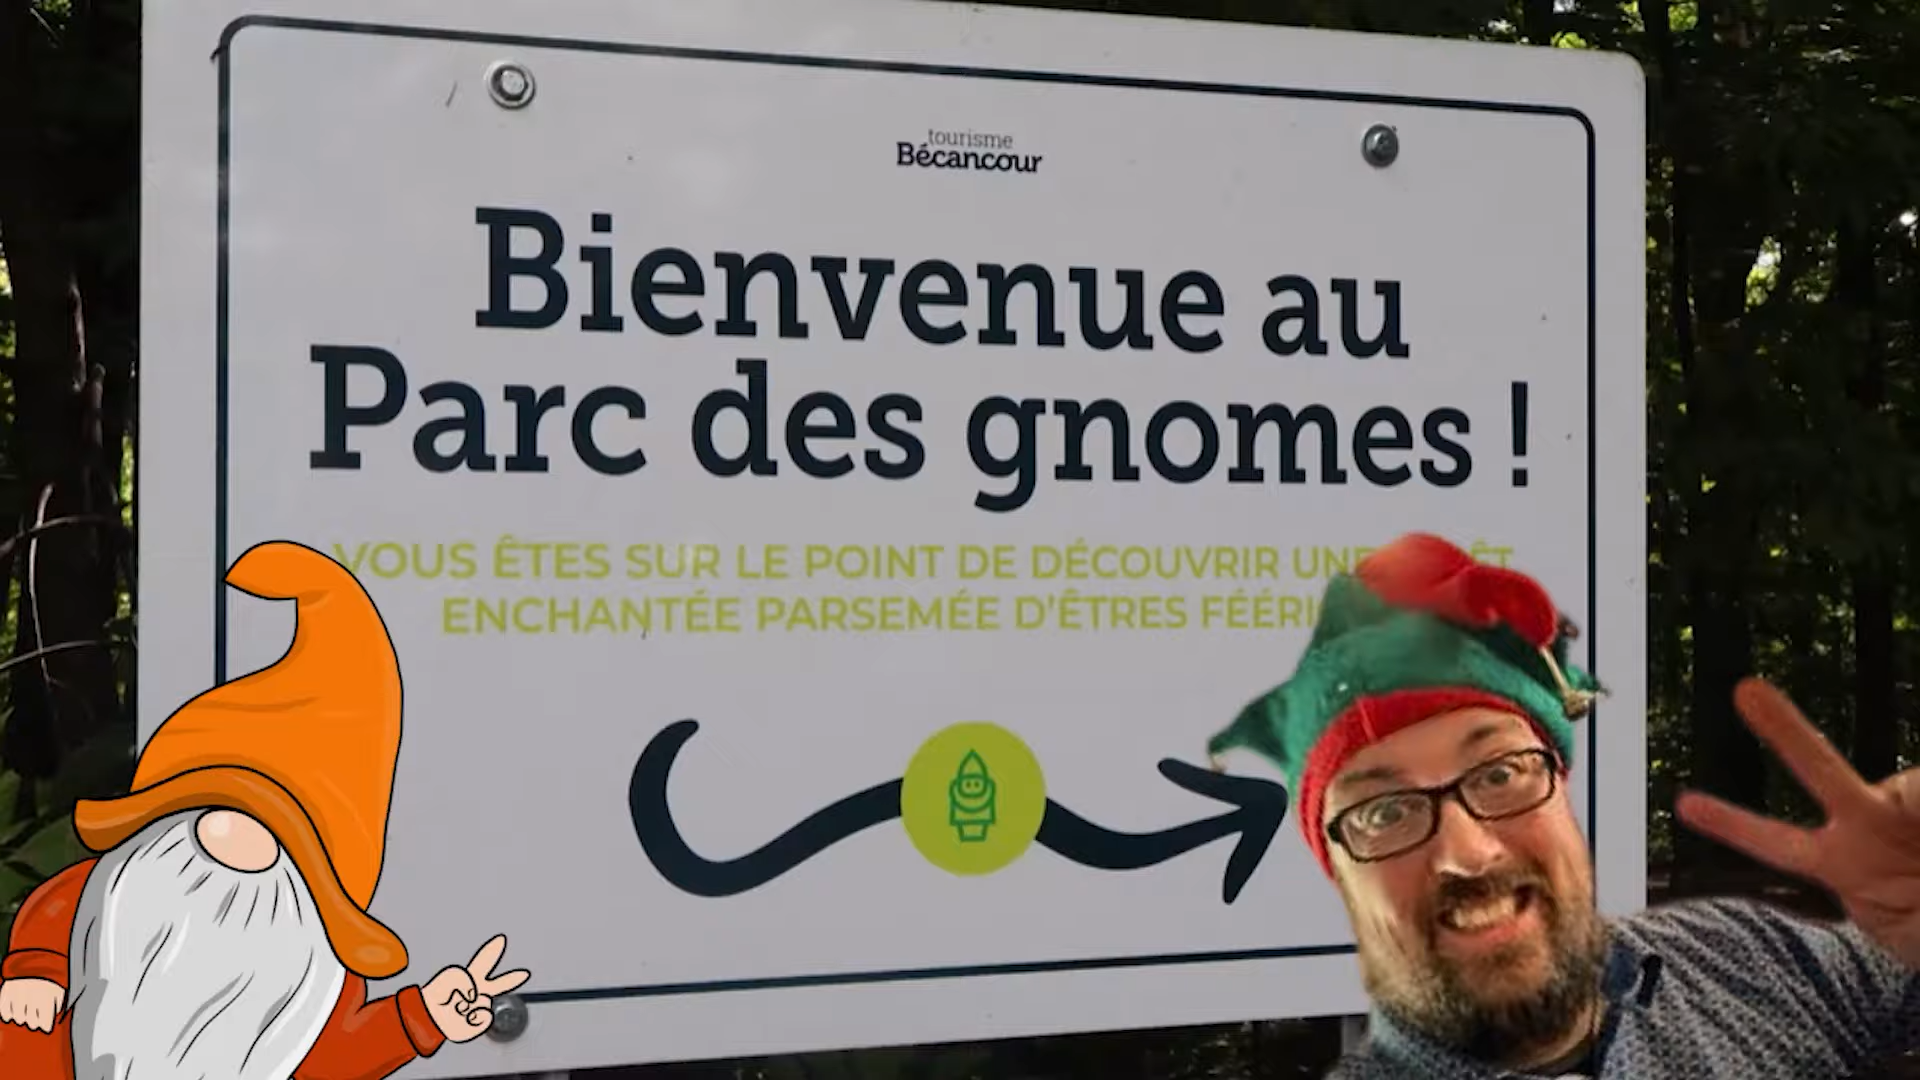 tourisme
Bécancour
Bienvenue au
Parc des gnomes !
VOUS ÊTES SUR LE POINT DE DÉCOUVRIR UNE
ENCHANTÉE PARSEMÉE D'ÊTRES